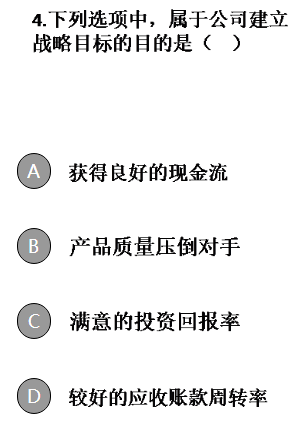 4.下列选项中，属于公司建立
战略目标的目的是（ ）
A 获得良好的现金流
B 产品质量压倒对手
C 满意的投资回报率
D 较好的应收账款周转率